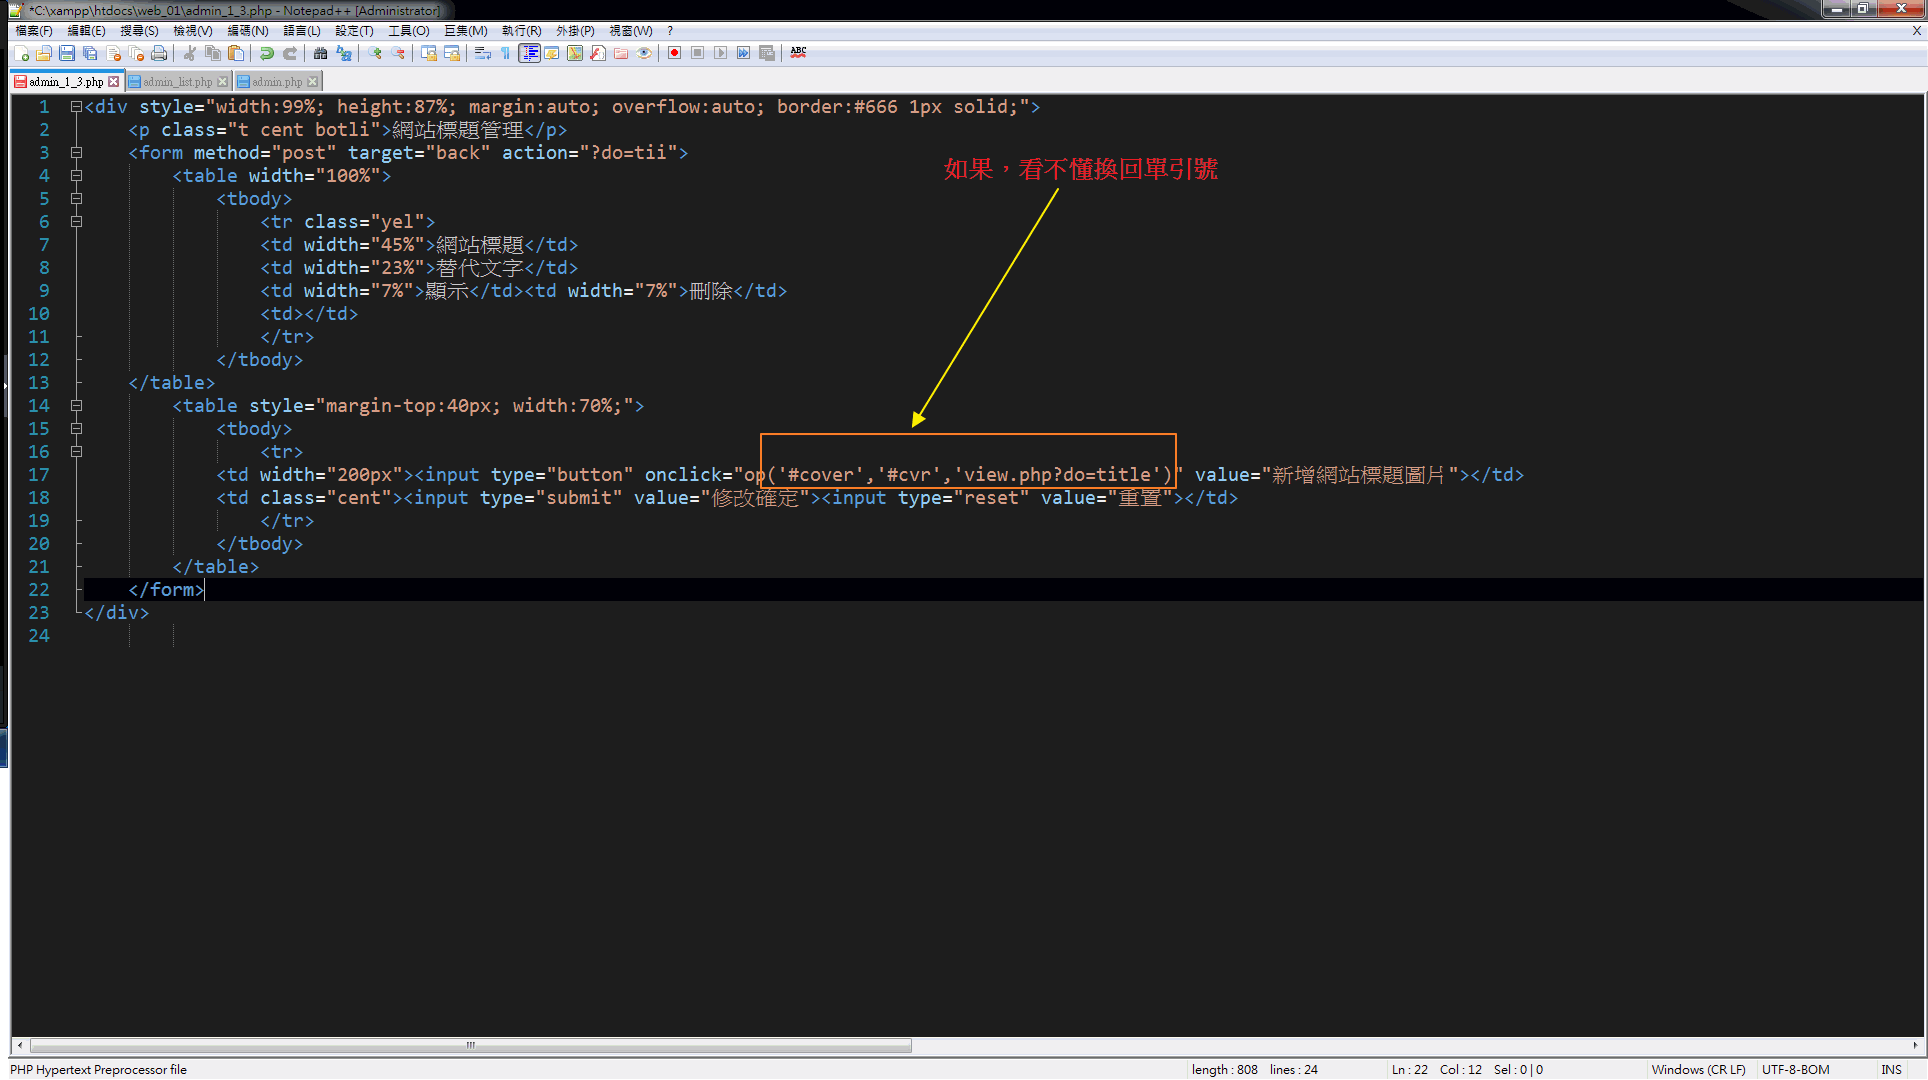 *C:\xampp\htdocs\web_01\admin_1_3.php - Notepad++ [Administrator]
檔案(F) 編輯(E) 搜尋(S) 檢視(V) 編碼(N) 語言(L) 設定(T) 工具(O) 巨集(M) 執行(R) 外掛(P) 視窗(W) ? X
ABC
admin_1_3.php admin_list.php admin.php
1 <div style="width:99%; height:87%; margin:auto; overflow:auto; border:#666 1px solid;">
2 <p class="t cent botli">網站標題管理</p>
3 <form method="post" target="back" action="?do=tii">
如果，看不懂換回單引號
4 <table width="100%">
5 <tbody>
6 <tr class="yel">
7 <td width="45%">網站標題</td>
8 <td width="23%">替代文字</td>
9 <td width="7%">顯示</td><td width="7%">刪除</td>
10 <td></td>
11 </tr>
12 </tbody>
13 </table>
14 <table style="margin-top:40px; width:70%;">
15 <tbody>
16 <tr>
17 <td width="200px"><input type="button" onclick="op('#cover','#cvr','view.php?do=title')" value="新增網站標題圖片"></td>
18 <td class="cent"><input type="submit" value="修改確定"><input type="reset" value="重置"></td>
19 </tr>
20 </tbody>
21 </table>
22 </form>
23 </div>
24
PHP Hypertext Preprocessor file length : 808 lines : 24 Ln : 22 Col : 12 Sel : 0 | 0 Windows (CR LF) UTF-8-BOM INS